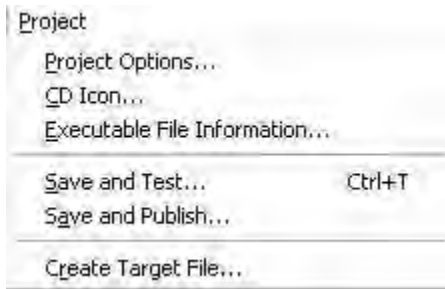 Project
Project Options...
CD Icon...
Executable File Information...
Save and Test... Ctrl+T
Save and Publish...
Create Target File...